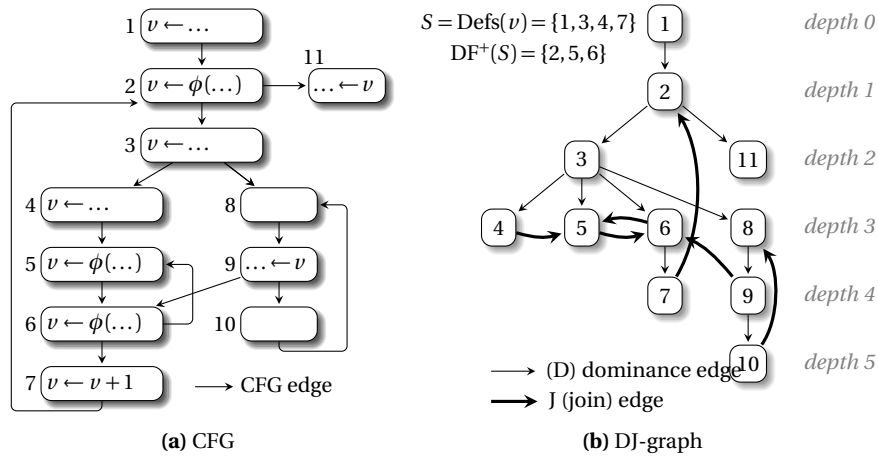 1 v ← …
2 v ← ϕ(…)
11
… ← v
3 v ← …
4 v ← …
8
5 v ← ϕ(…)
9 … ← v
6 v ← ϕ(…)
10
7 v ← v + 1
CFG edge
(a) CFG
S = Defs(v) = {1,3,4,7}
DF⁺(S) = {2,5,6}
1
depth 0
2
depth 1
3
11
depth 2
4
5
6
8
depth 3
7
9
depth 4
10
depth 5
(D) dominance edge
J (join) edge
(b) DJ-graph